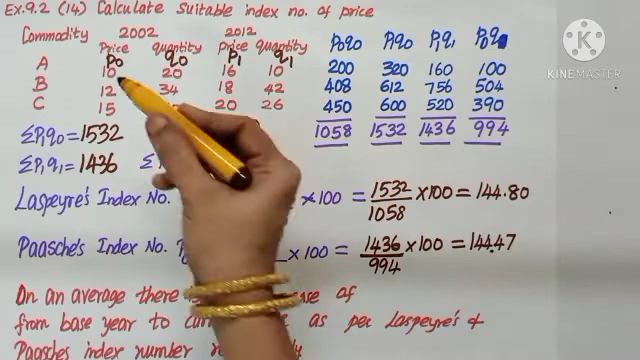 Ex.9.2 (14) Calculate Suitable index no. of price
Commodity 2002 2012
Price quantity Price quantity P0q0 P1q0 P1q1 P0q1
P0 q0 P1 q1
A 10 20 16 10 200 320 160 100
B 12 34 18 42 408 612 756 504
C 15 20 26 450 600 520 390
1058 1532 1436 994
ΣP1q0 = 1532
ΣP1q1 = 1436 Σ
Laspeyre's Index No. × 100 = 1532/1058 ×100 = 144.80
Paasche's Index No. P × 100 = 1436/994 ×100 = 144.47
On an average there of
from base year to as per Laspeyre's &
Paasches index number
KINEMASTER